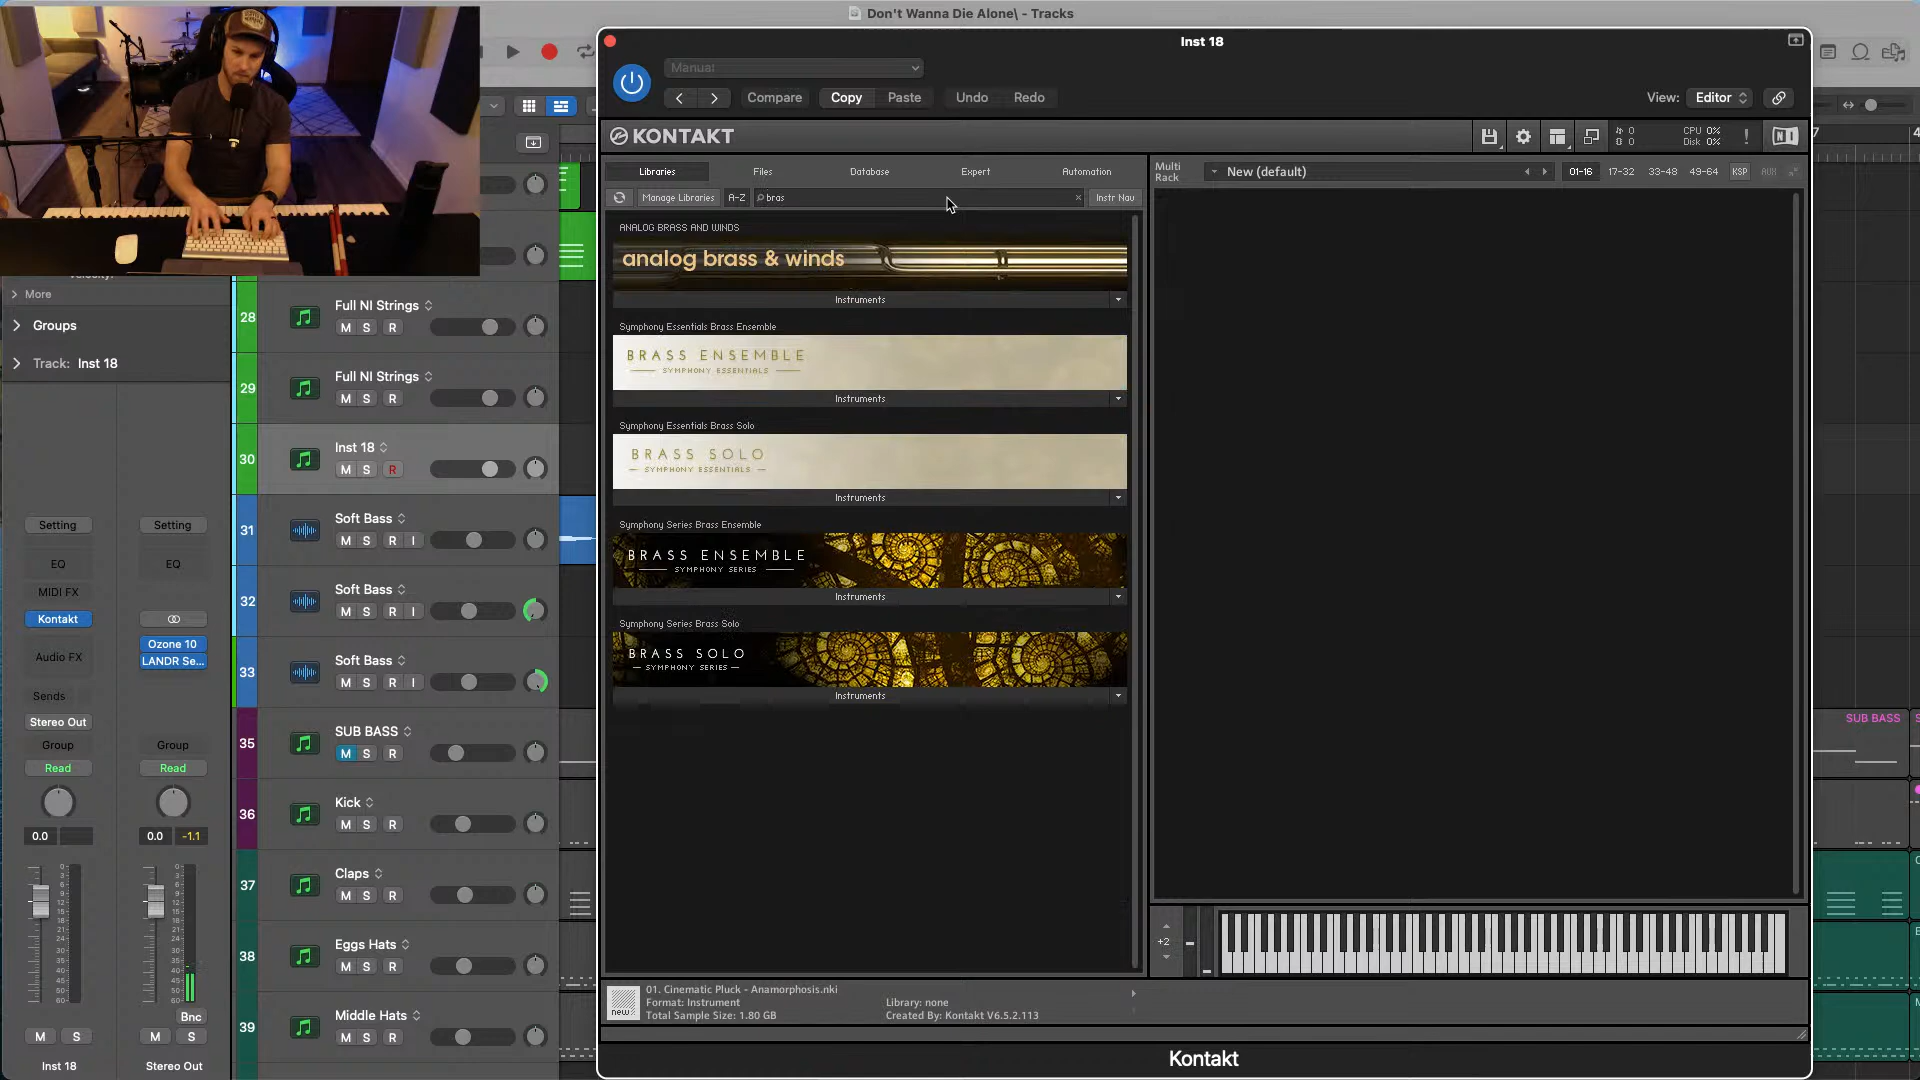 Don't Wanna Die Alone\ - Tracks
Inst 18
Manual
Compare
Copy
Paste
Undo
Redo
View:
Editor
KONTAKT
0
0
CPU 0%
Disk 0%
!
NI
Libraries
Files
Database
Expert
Automation
Manage Libraries
A-Z
bras
×
Instr Nav
Multi
Rack
New (default)
01-16
17-32
33-48
49-64
KSP
AUX
ANALOG BRASS AND WINDS
analog brass & winds
Instruments
Symphony Essentials Brass Ensemble
BRASS ENSEMBLE
SYMPHONY ESSENTIALS
Instruments
Symphony Essentials Brass Solo
BRASS SOLO
SYMPHONY ESSENTIALS
Instruments
Symphony Series Brass Ensemble
BRASS ENSEMBLE
SYMPHONY SERIES
Instruments
Symphony Series Brass Solo
BRASS SOLO
SYMPHONY SERIES
Instruments
+2
new
01. Cinematic Pluck - Anamorphosis.nki
Format: Instrument
Total Sample Size: 1.80 GB
Library: none
Created By: Kontakt V6.5.2.113
Kontakt
More
Groups
Track: Inst 18
Setting
Setting
EQ
EQ
MIDI FX
Kontakt
Ozone 10
LANDR Se...
Audio FX
Sends
Stereo Out
Group
Group
Read
Read
0.0
0.0
-1.1
Bnc
M S
M S
Inst 18
Stereo Out
28
Full NI Strings
M S R
29
Full NI Strings
M S R
30
Inst 18
M S R
31
Soft Bass
M S R I
32
Soft Bass
M S R I
33
Soft Bass
M S R I
35
SUB BASS
M S R
36
Kick
M S R
37
Claps
M S R
38
Eggs Hats
M S R
39
Middle Hats
M S R
SUB BASS